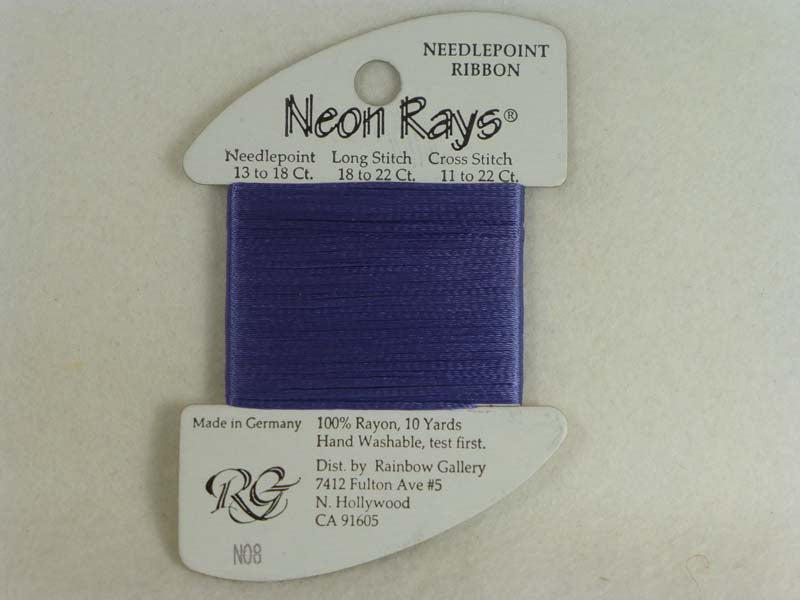 NEEDLEPOINT
RIBBON
Neon Rays®
Needlepoint Long Stitch Cross Stitch
13 to 18 Ct. 18 to 22 Ct. 11 to 22 Ct.
Made in Germany
100% Rayon, 10 Yards
Hand Washable, test first.
Dist. by Rainbow Gallery
7412 Fulton Ave #5
N. Hollywood
CA 91605
RG
N08